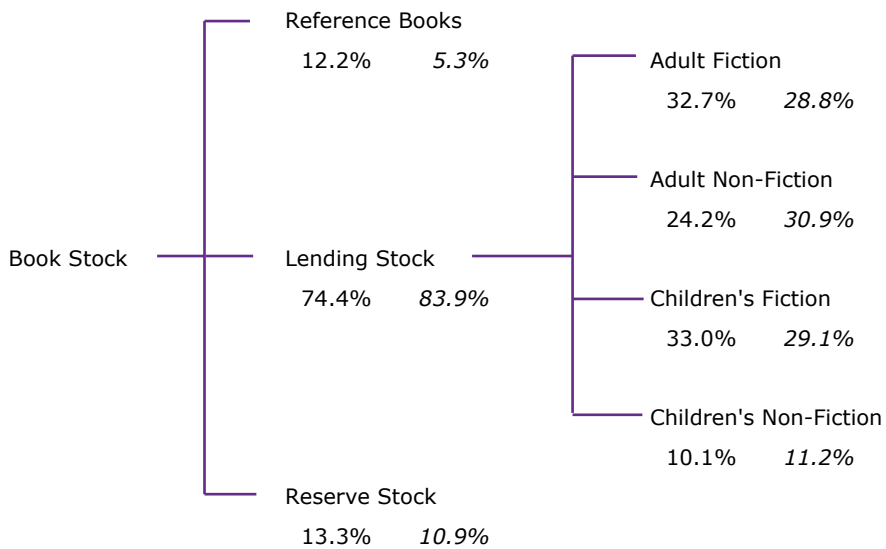 Reference Books
12.2% 5.3%
Adult Fiction
32.7% 28.8%
Adult Non-Fiction
24.2% 30.9%
Book Stock
Lending Stock
74.4% 83.9%
Children's Fiction
33.0% 29.1%
Children's Non-Fiction
10.1% 11.2%
Reserve Stock
13.3% 10.9%